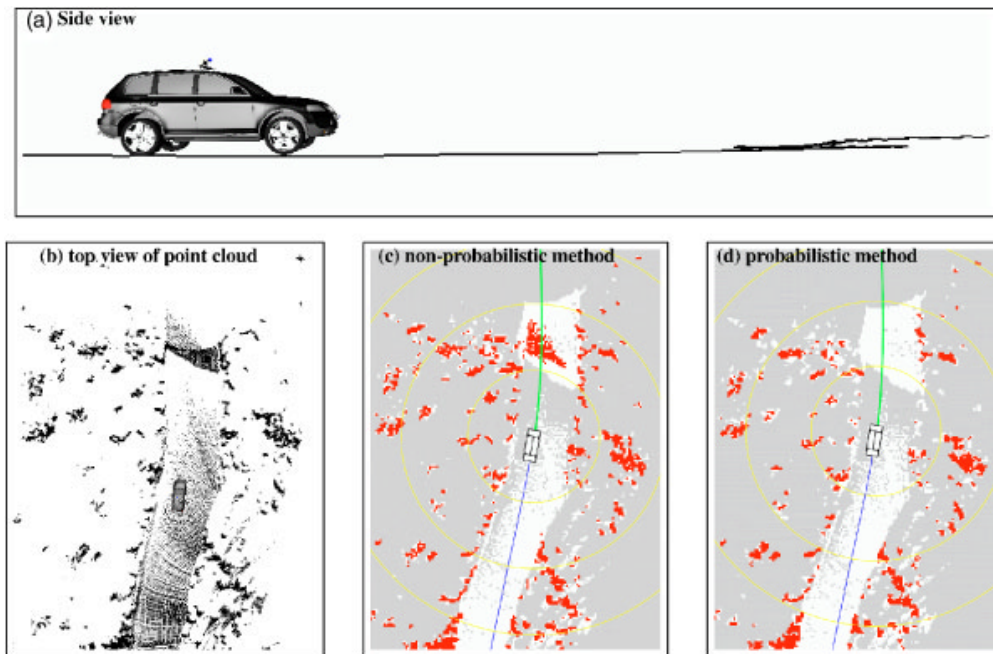 (a) Side view
(b) top view of point cloud
(c) non-probabilistic method
(d) probabilistic method